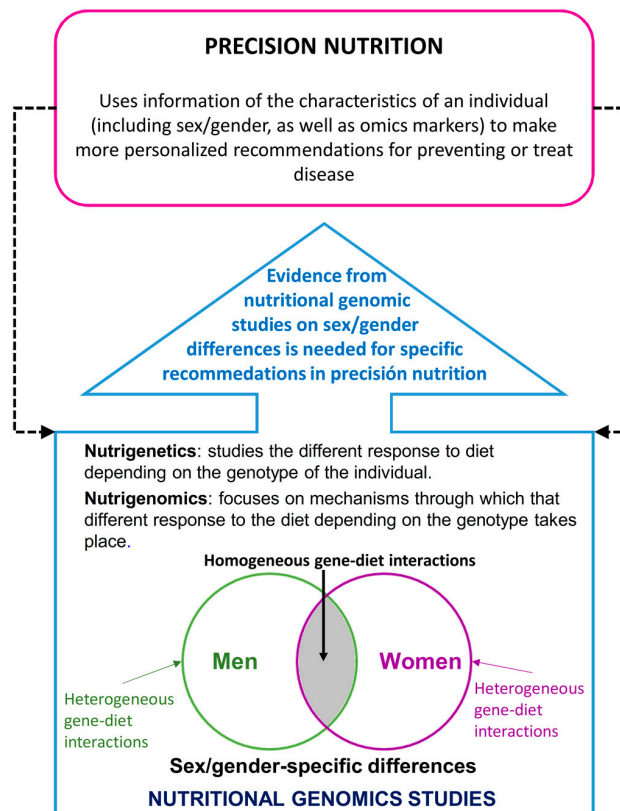 PRECISION NUTRITION
Uses information of the characteristics of an individual
(including sex/gender, as well as omics markers) to make
more personalized recommendations for preventing or treat
disease
Evidence from
nutritional genomic
studies on sex/gender
differences is needed for specific
recommedations in precisión nutrition
Nutrigenetics: studies the different response to diet
depending on the genotype of the individual.
Nutrigenomics: focuses on mechanisms through which that
different response to the diet depending on the genotype takes
place.
Homogeneous gene-diet interactions
Men
Women
Heterogeneous
gene-diet
interactions
Heterogeneous
gene-diet
interactions
Sex/gender-specific differences
NUTRITIONAL GENOMICS STUDIES